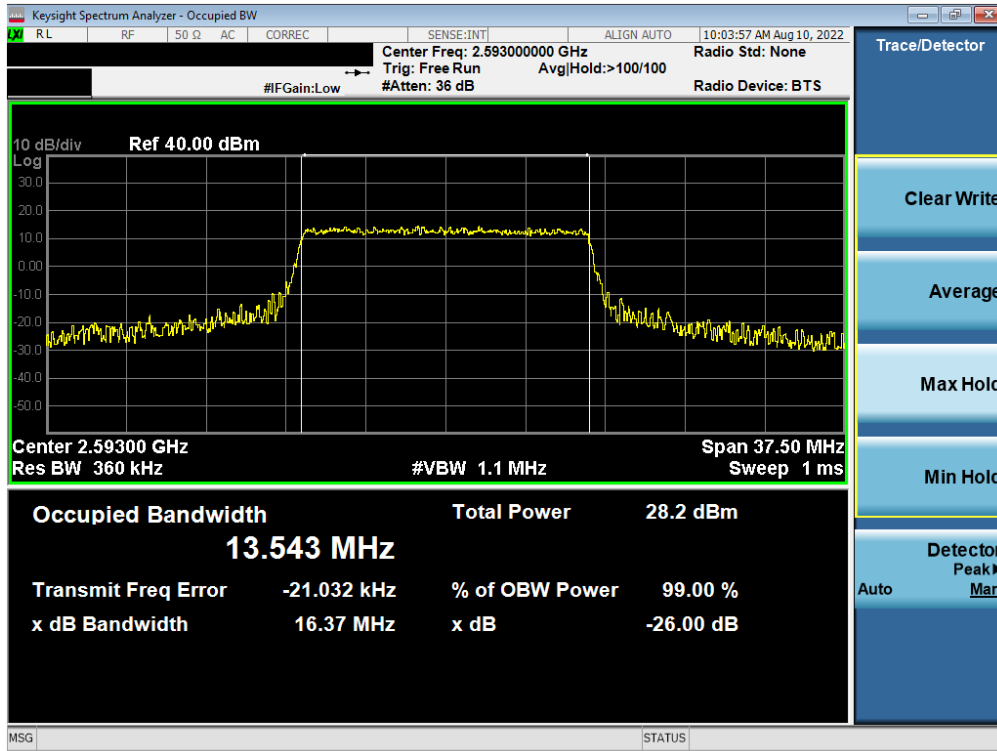 Keysight Spectrum Analyzer - Occupied BW
LXI RL RF 50 Ω AC CORREC SENSE:INT ALIGN AUTO 10:03:57 AM Aug 10, 2022
Center Freq: 2.593000000 GHz Radio Std: None
Trig: Free Run Avg|Hold:>100/100
#IFGain:Low #Atten: 36 dB Radio Device: BTS
Trace/Detector
10 dB/div Ref 40.00 dBm
Log
30.0
20.0
10.0
0.00
-10.0
-20.0
-30.0
-40.0
-50.0
Center 2.59300 GHz Span 37.50 MHz
Res BW 360 kHz #VBW 1.1 MHz Sweep 1 ms
Clear Write
Average
Max Hold
Min Hold
Detector
Peak▶
Auto Man
Occupied Bandwidth Total Power 28.2 dBm
13.543 MHz
Transmit Freq Error -21.032 kHz % of OBW Power 99.00 %
x dB Bandwidth 16.37 MHz x dB -26.00 dB
MSG STATUS